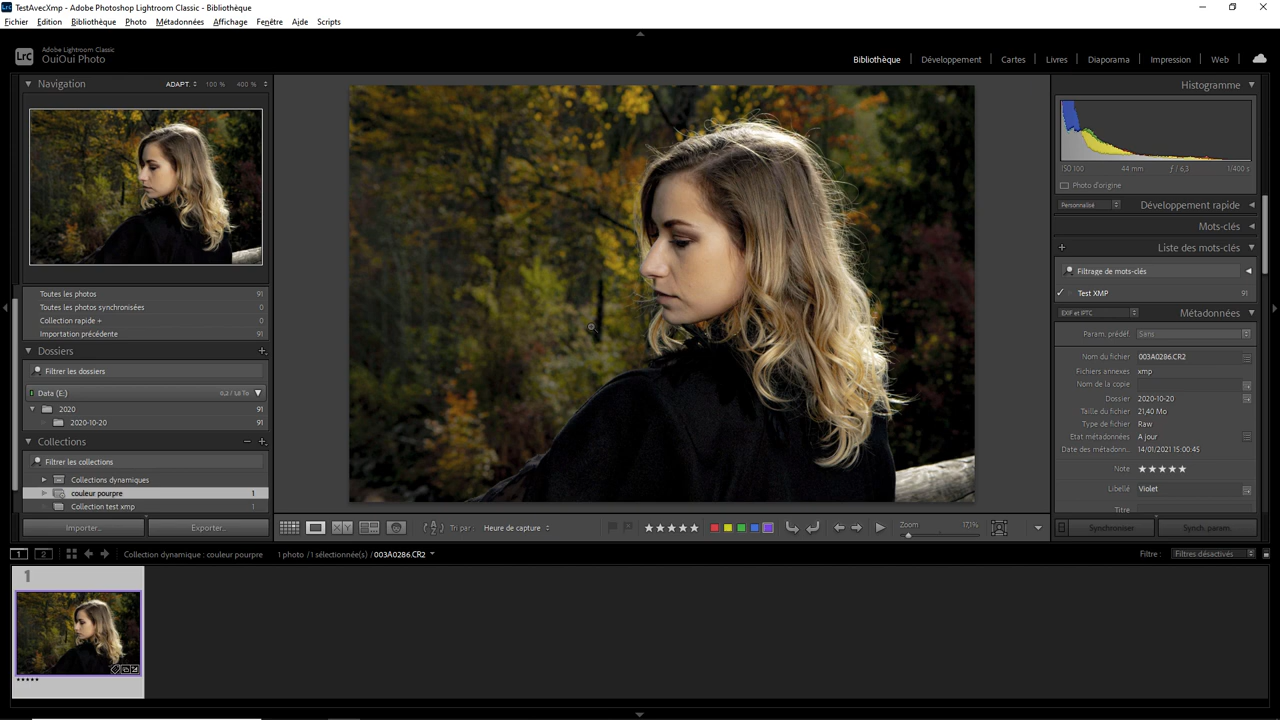 TestAvecXmp - Adobe Photoshop Lightroom Classic - Bibliothèque
Fichier Edition Bibliothèque Photo Métadonnées Affichage Fenêtre Aide Scripts
Lrc
Adobe Lightroom Classic
OuiOui Photo
Bibliothèque | Développement | Cartes | Livres | Diaporama | Impression | Web
Navigation ADAPT. 100 % 400 %
Toutes les photos 91
Toutes les photos synchronisées 0
Collection rapide + 0
Importation précédente 91
Dossiers +
Filtrer les dossiers
Data (E:)
2020 91
2020-10-20 91
Collections − +
Filtrer les collections
Collections dynamiques
couleur pourpre 1
Collection test xmp 1
Importer... Exporter...
Tri par : Heure de capture
Zoom 17,1%
Histogramme
ISO 100 44 mm ƒ / 6,3 1/400 s
Photo d'origine
Personnalisé Développement rapide
Mots-clés
+ Liste des mots-clés
Filtrage de mots-clés
✓ Test XMP 91
EXIF et IPTC Métadonnées
Param. prédéf. Sans
Nom du fichier 003A0286.CR2
Fichiers annexes xmp
Nom de la copie
Dossier 2020-10-20
Taille du fichier 21,40 Mo
Type de fichier Raw
Etat métadonnées A jour
Date des métadonn... 14/01/2021 15:00:45
Note ★★★★★
Libellé Violet
Titre
Synchroniser Synch. param.
1 2 Collection dynamique : couleur pourpre 1 photo /1 sélectionnée(s) /003A0286.CR2 Filtre : Filtres désactivés
1